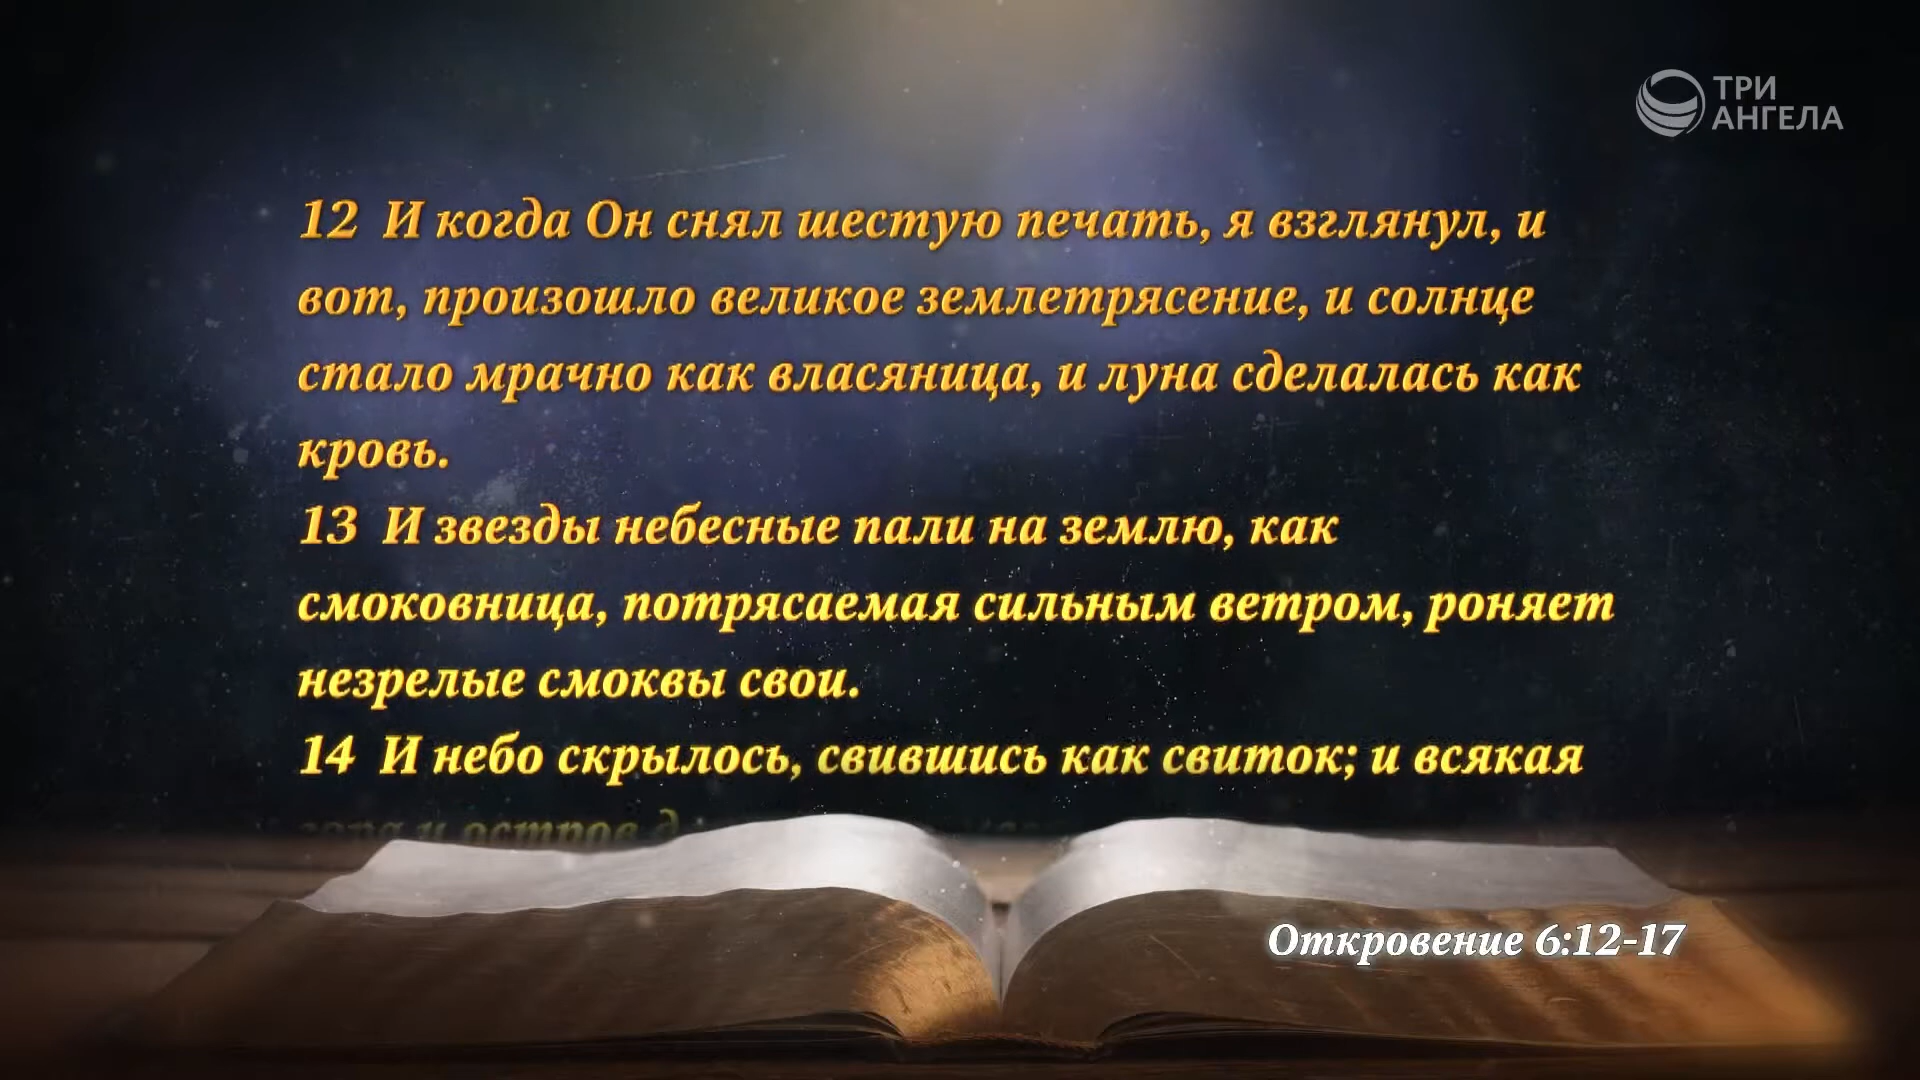 ТРИ
АНГЕЛА
12 И когда Он снял шестую печать, я взглянул, и
вот, произошло великое землетрясение, и солнце
стало мрачно как власяница, и луна сделалась как
кровь.
13 И звезды небесные пали на землю, как
смоковница, потрясаемая сильным ветром, роняет
незрелые смоквы свои.
14 И небо скрылось, свившись как свиток; и всякая
гора и остров
Откровение 6:12-17